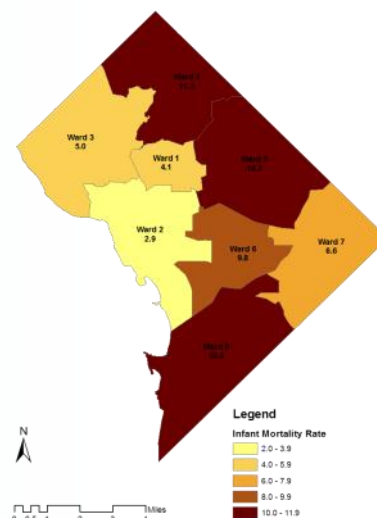 Ward 3
5.0
Ward 1
4.1
Ward 2
2.9
Ward 6
9.8
Ward 7
6.6
N
Miles
Legend
Infant Mortality Rate
2.0 - 3.9
4.0 - 5.9
6.0 - 7.9
8.0 - 9.9
10.0 - 11.9